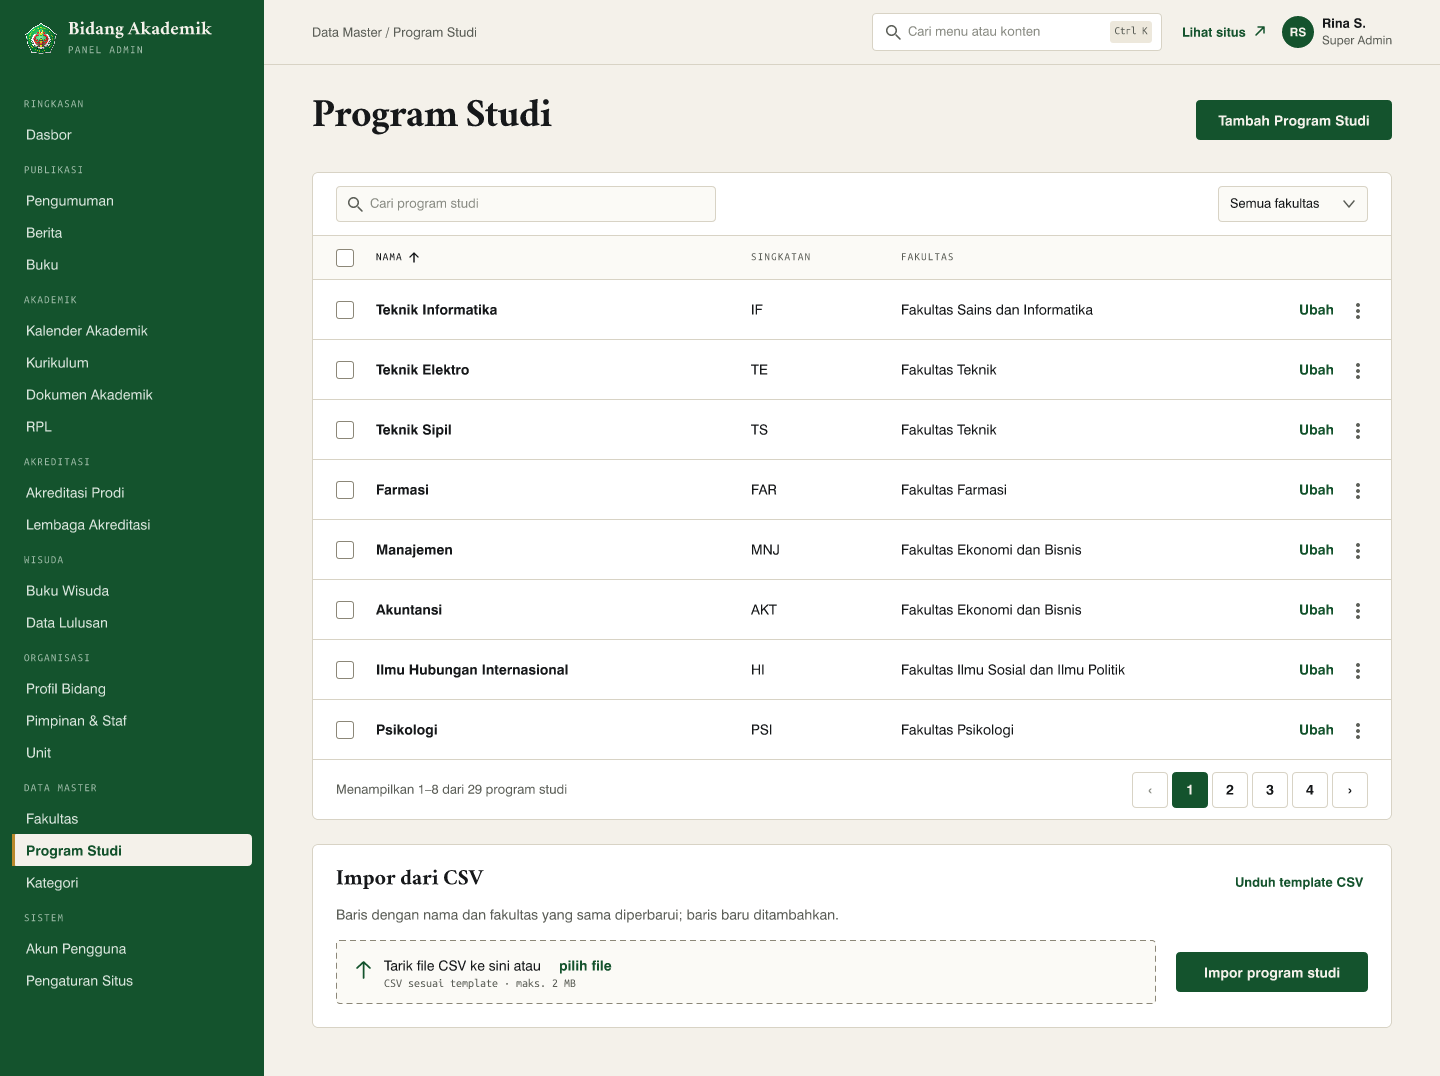 Bidang Akademik
PANEL ADMIN
RINGKASAN
Dasbor
PUBLIKASI
Pengumuman
Berita
Buku
AKADEMIK
Kalender Akademik
Kurikulum
Dokumen Akademik
RPL
AKREDITASI
Akreditasi Prodi
Lembaga Akreditasi
WISUDA
Buku Wisuda
Data Lulusan
ORGANISASI
Profil Bidang
Pimpinan & Staf
Unit
DATA MASTER
Fakultas
Program Studi
Kategori
SISTEM
Akun Pengguna
Pengaturan Situs
Data Master / Program Studi
Cari menu atau konten Ctrl K
Lihat situs
RS
Rina S.
Super Admin
Program Studi
Tambah Program Studi
Cari program studi
Semua fakultas
NAMA SINGKATAN FAKULTAS
Teknik Informatika IF Fakultas Sains dan Informatika Ubah
Teknik Elektro TE Fakultas Teknik Ubah
Teknik Sipil TS Fakultas Teknik Ubah
Farmasi FAR Fakultas Farmasi Ubah
Manajemen MNJ Fakultas Ekonomi dan Bisnis Ubah
Akuntansi AKT Fakultas Ekonomi dan Bisnis Ubah
Ilmu Hubungan Internasional HI Fakultas Ilmu Sosial dan Ilmu Politik Ubah
Psikologi PSI Fakultas Psikologi Ubah
Menampilkan 1–8 dari 29 program studi
‹ 1 2 3 4 ›
Impor dari CSV
Unduh template CSV
Baris dengan nama dan fakultas yang sama diperbarui; baris baru ditambahkan.
Tarik file CSV ke sini atau pilih file
CSV sesuai template · maks. 2 MB
Impor program studi